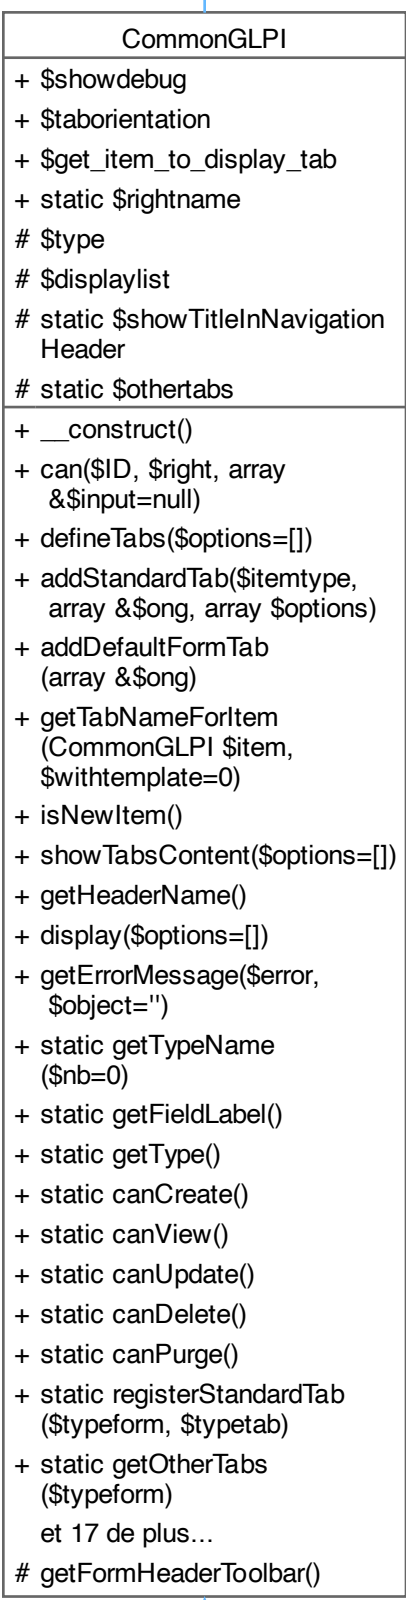 CommonGLPI
+ $showdebug
+ $taborientation
+ $get_item_to_display_tab
+ static $rightname
# $type
# $displaylist
# static $showTitleInNavigation
Header
# static $othertabs
+ __construct()
+ can($ID, $right, array
&$input=null)
+ defineTabs($options=[])
+ addStandardTab($itemtype,
array &$ong, array $options)
+ addDefaultFormTab
(array &$ong)
+ getTabNameForItem
(CommonGLPI $item,
$withtemplate=0)
+ isNewItem()
+ showTabsContent($options=[])
+ getHeaderName()
+ display($options=[])
+ getErrorMessage($error,
$object='')
+ static getTypeName
($nb=0)
+ static getFieldLabel()
+ static getType()
+ static canCreate()
+ static canView()
+ static canUpdate()
+ static canDelete()
+ static canPurge()
+ static registerStandardTab
($typeform, $typetab)
+ static getOtherTabs
($typeform)
et 17 de plus...
# getFormHeaderToolbar()